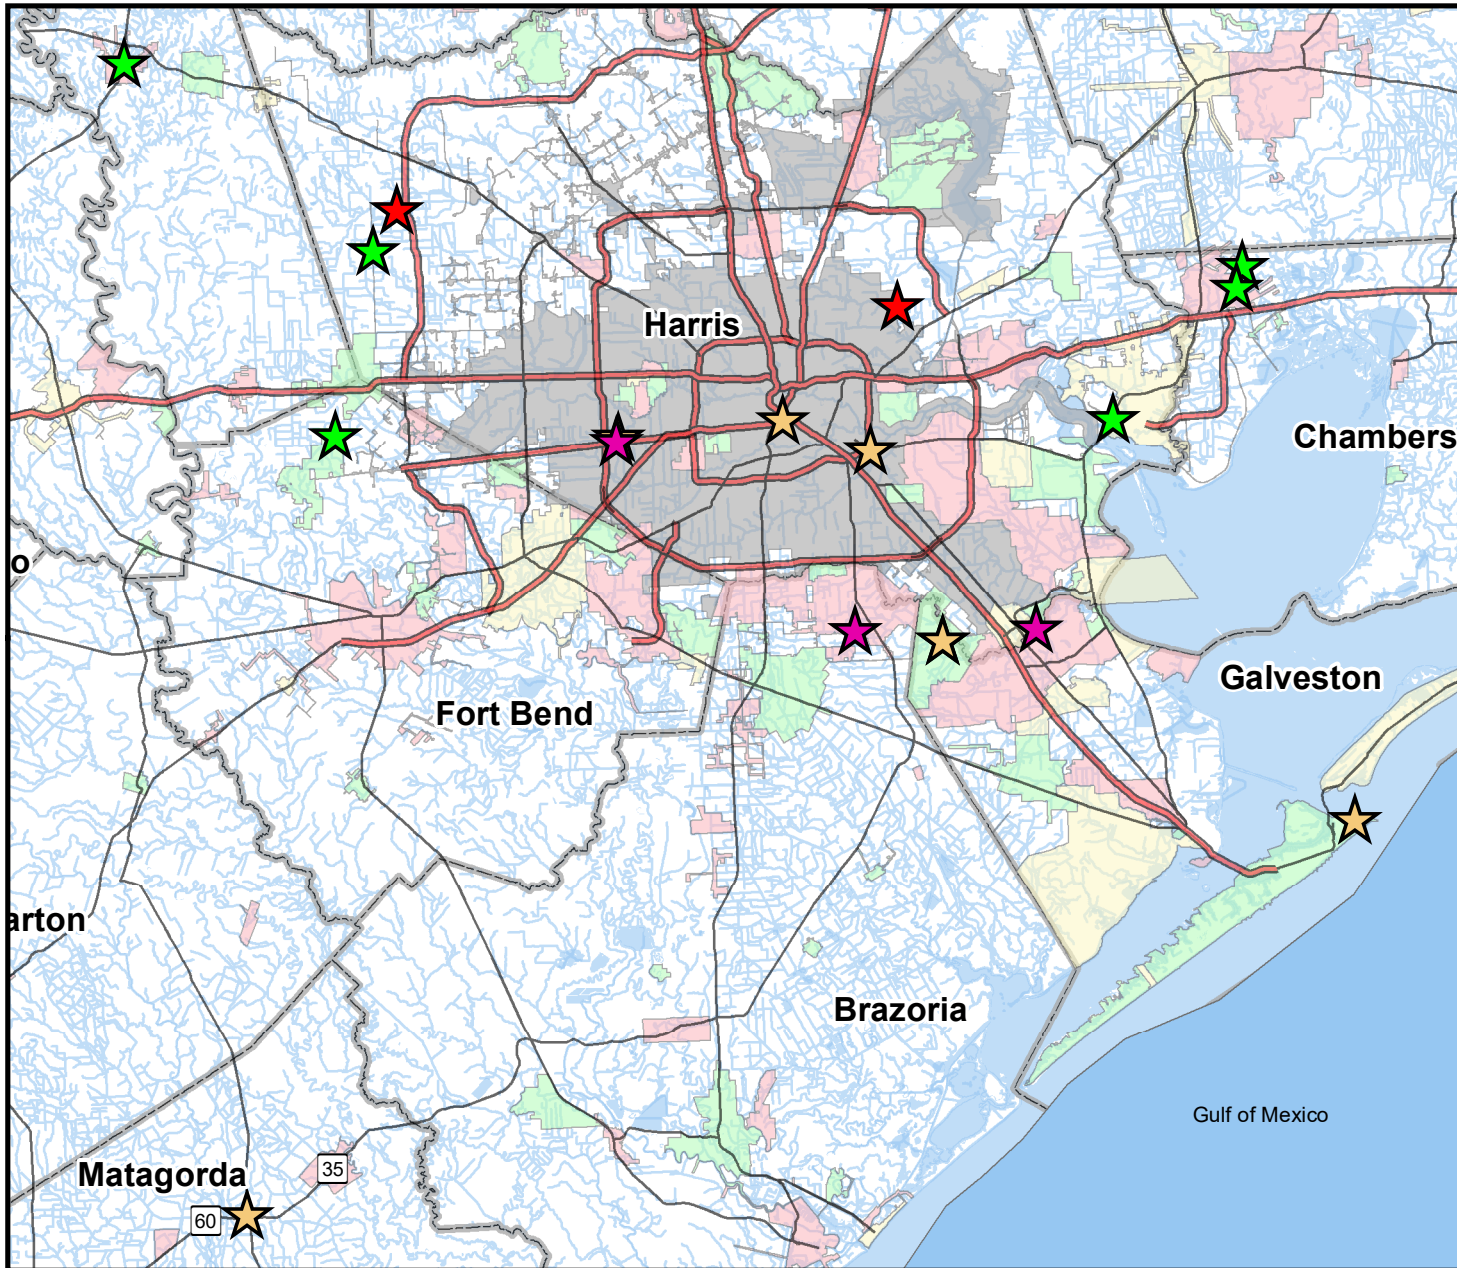 Harris
Chambers
o
Galveston
Fort Bend
arton
Brazoria
Gulf of Mexico
Matagorda
35
60